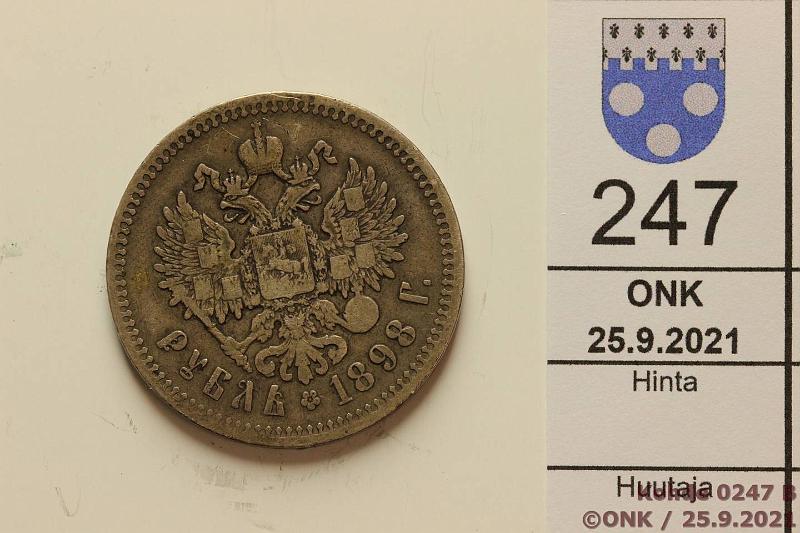 РУБЛЬ 1898 Г.
247
ONK
25.9.2021
Hinta
Huutaja
Kohde 0247 B
©ONK / 25.9.2021